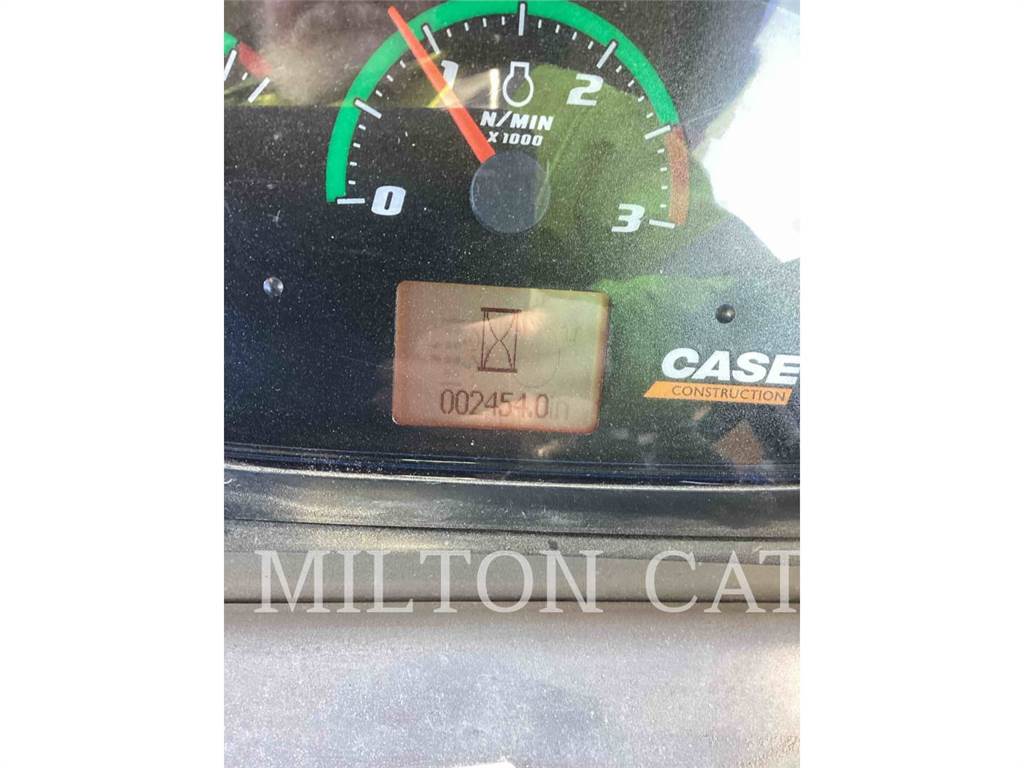 1 2
N/MIN
X1000
0 3
CASE
CONSTRUCTION
002454.0
MILTON CAT